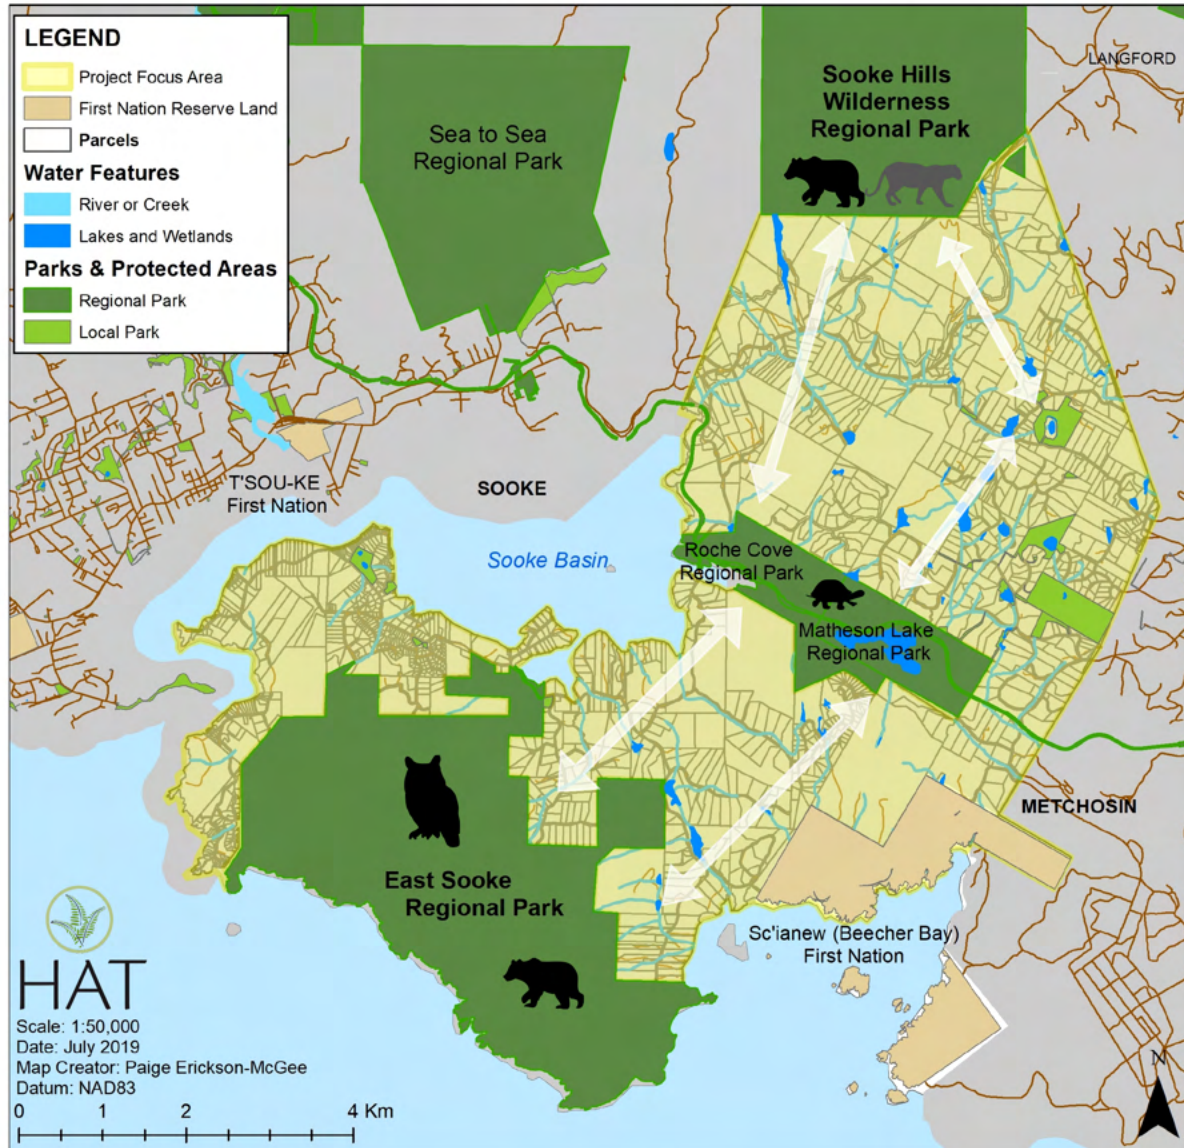 LEGEND
Project Focus Area
First Nation Reserve Land
Parcels
Water Features
River or Creek
Lakes and Wetlands
Parks & Protected Areas
Regional Park
Local Park
Sea to Sea
Regional Park
Sooke Hills
Wilderness
Regional Park
LANGFORD
T'SOU-KE
First Nation
SOOKE
Sooke Basin
Roche Cove
Regional Park
Matheson Lake
Regional Park
METCHOSIN
East Sooke
Regional Park
Sc'ianew (Beecher Bay)
First Nation
HAT
Scale: 1:50,000
Date: July 2019
Map Creator: Paige Erickson-McGee
Datum: NAD83
0 2 4 Km
N